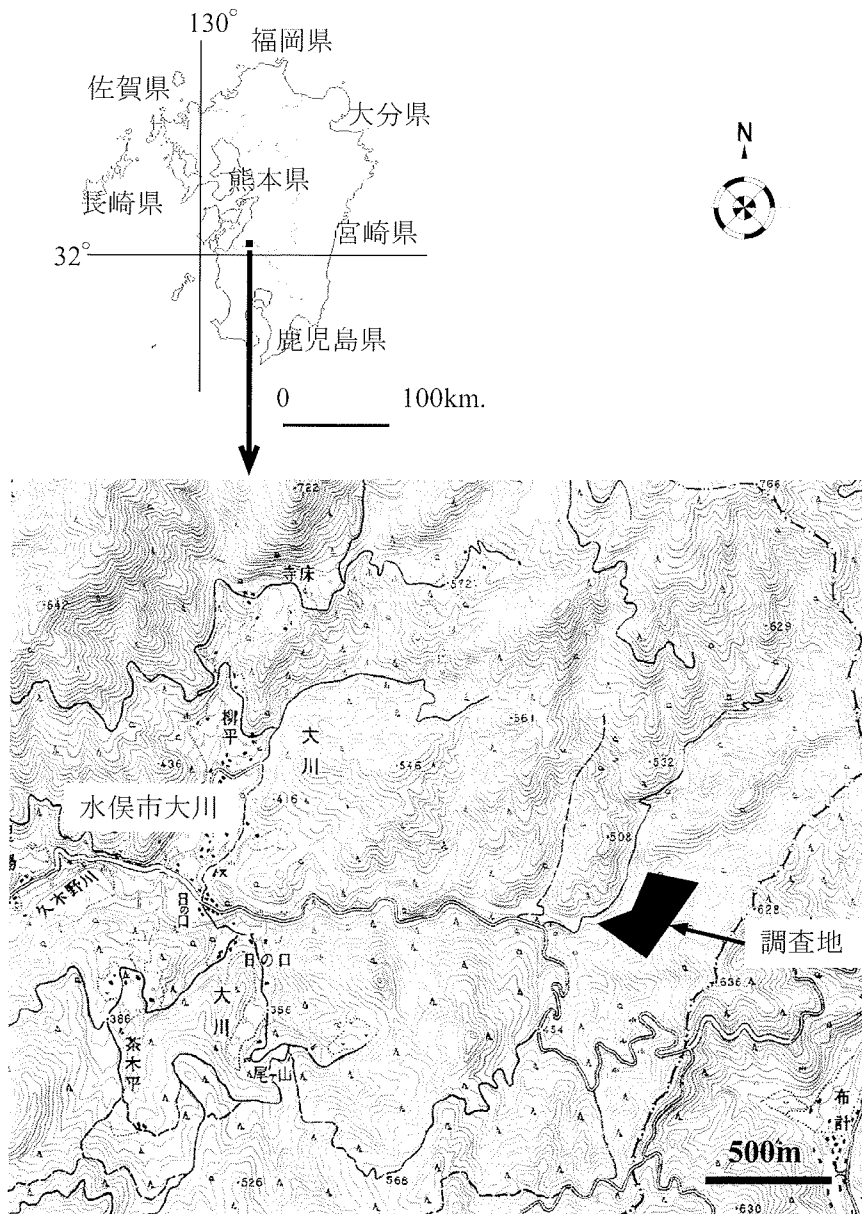 130°
福岡県
佐賀県
大分県
N
熊本県
長崎県
宮崎県
32°
鹿児島県
0 100km.
722
766
寺床
572
642
629
柳平
大川
561
436
546
532
水俣市大川
416
508
久木野川
日の口
628
調査地
日の口
大川
636
356
386
454
茶木平
尾ヶ山
布計
500m
526
568
630